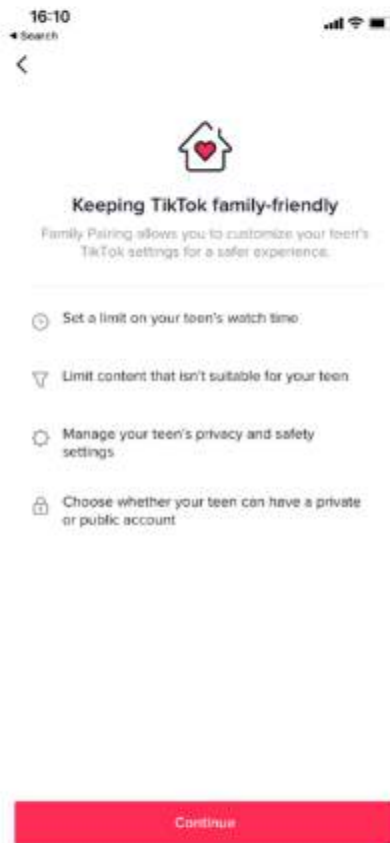 16:10
Search
Keeping TikTok family-friendly
Family Pairing allows you to customize your teen's
TikTok settings for a safer experience.
Set a limit on your teen's watch time
Limit content that isn't suitable for your teen
Manage your teen's privacy and safety
settings
Choose whether your teen can have a private
or public account
Continue